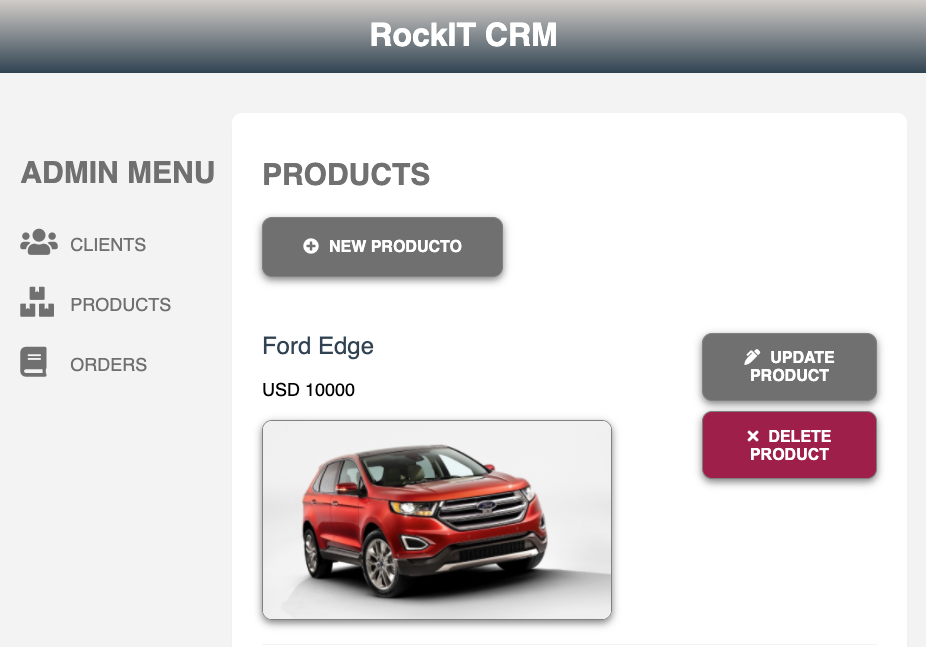 RockIT CRM
ADMIN MENU
CLIENTS
PRODUCTS
ORDERS
PRODUCTS
NEW PRODUCTO
Ford Edge
USD 10000
UPDATE
PRODUCT
DELETE
PRODUCT